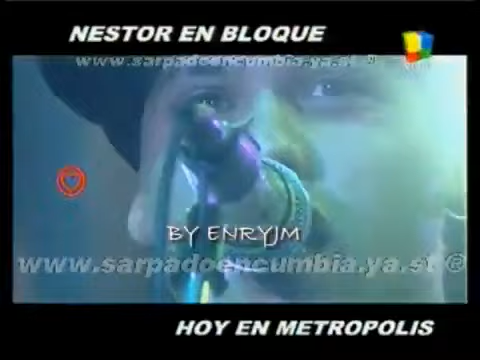 NESTOR EN BLOQUE
www.sarpadoencumbia.ya.st ®
BY ENRYJM
www.sarpadoencumbia.ya.st ®
HOY EN METROPOLIS